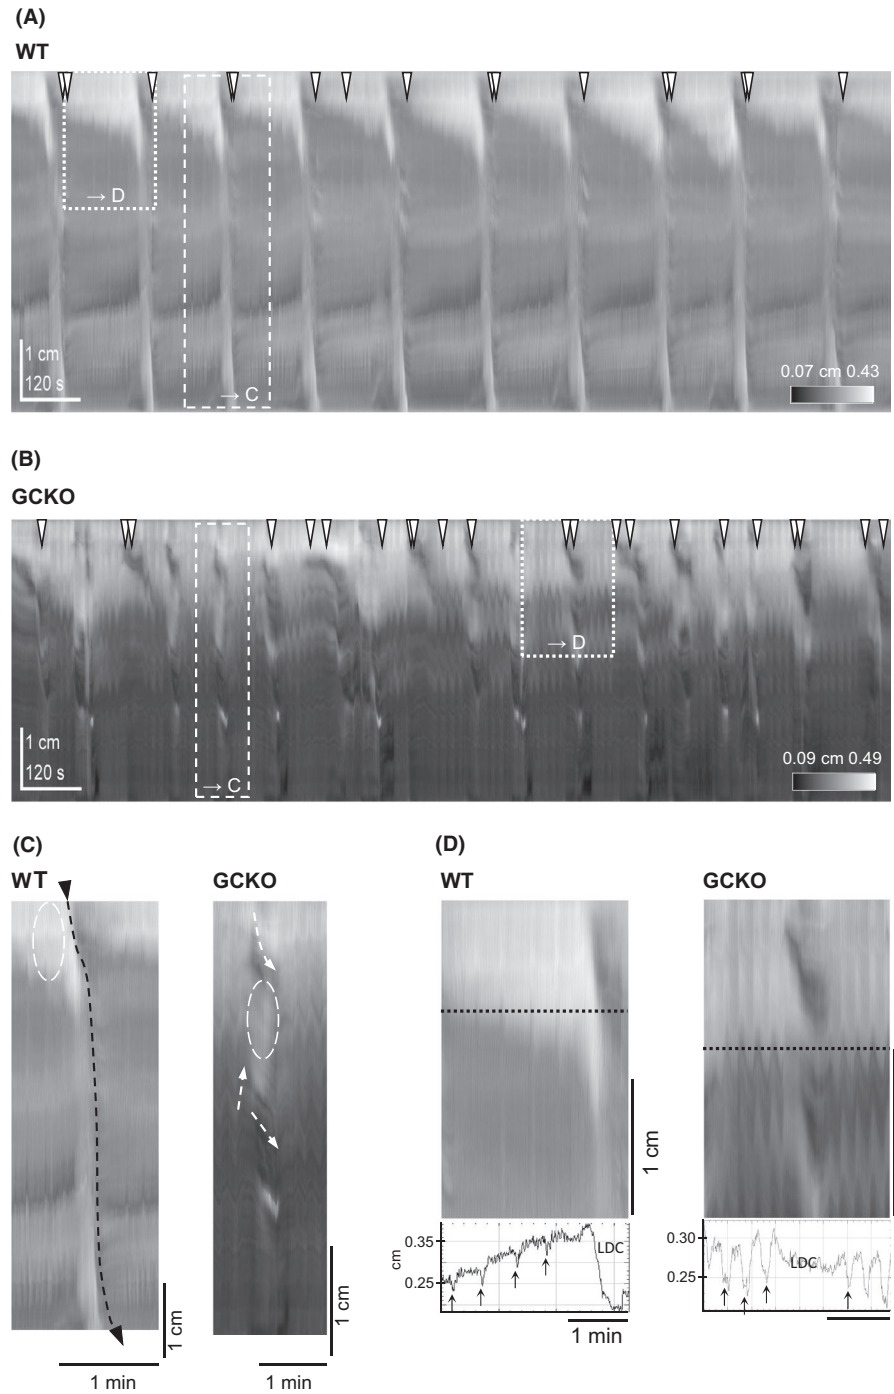 (A)
WT
→ D
→ C
1 cm
120 s
0.07 cm 0.43
(B)
GCKO
→ D
→ C
1 cm
120 s
0.09 cm 0.49
(C)
WT
GCKO
1 cm
1 min
1 cm
1 min
(D)
WT
GCKO
1 cm
cm
0.35
0.25
LDC
1 min
0.30
0.25
LDC